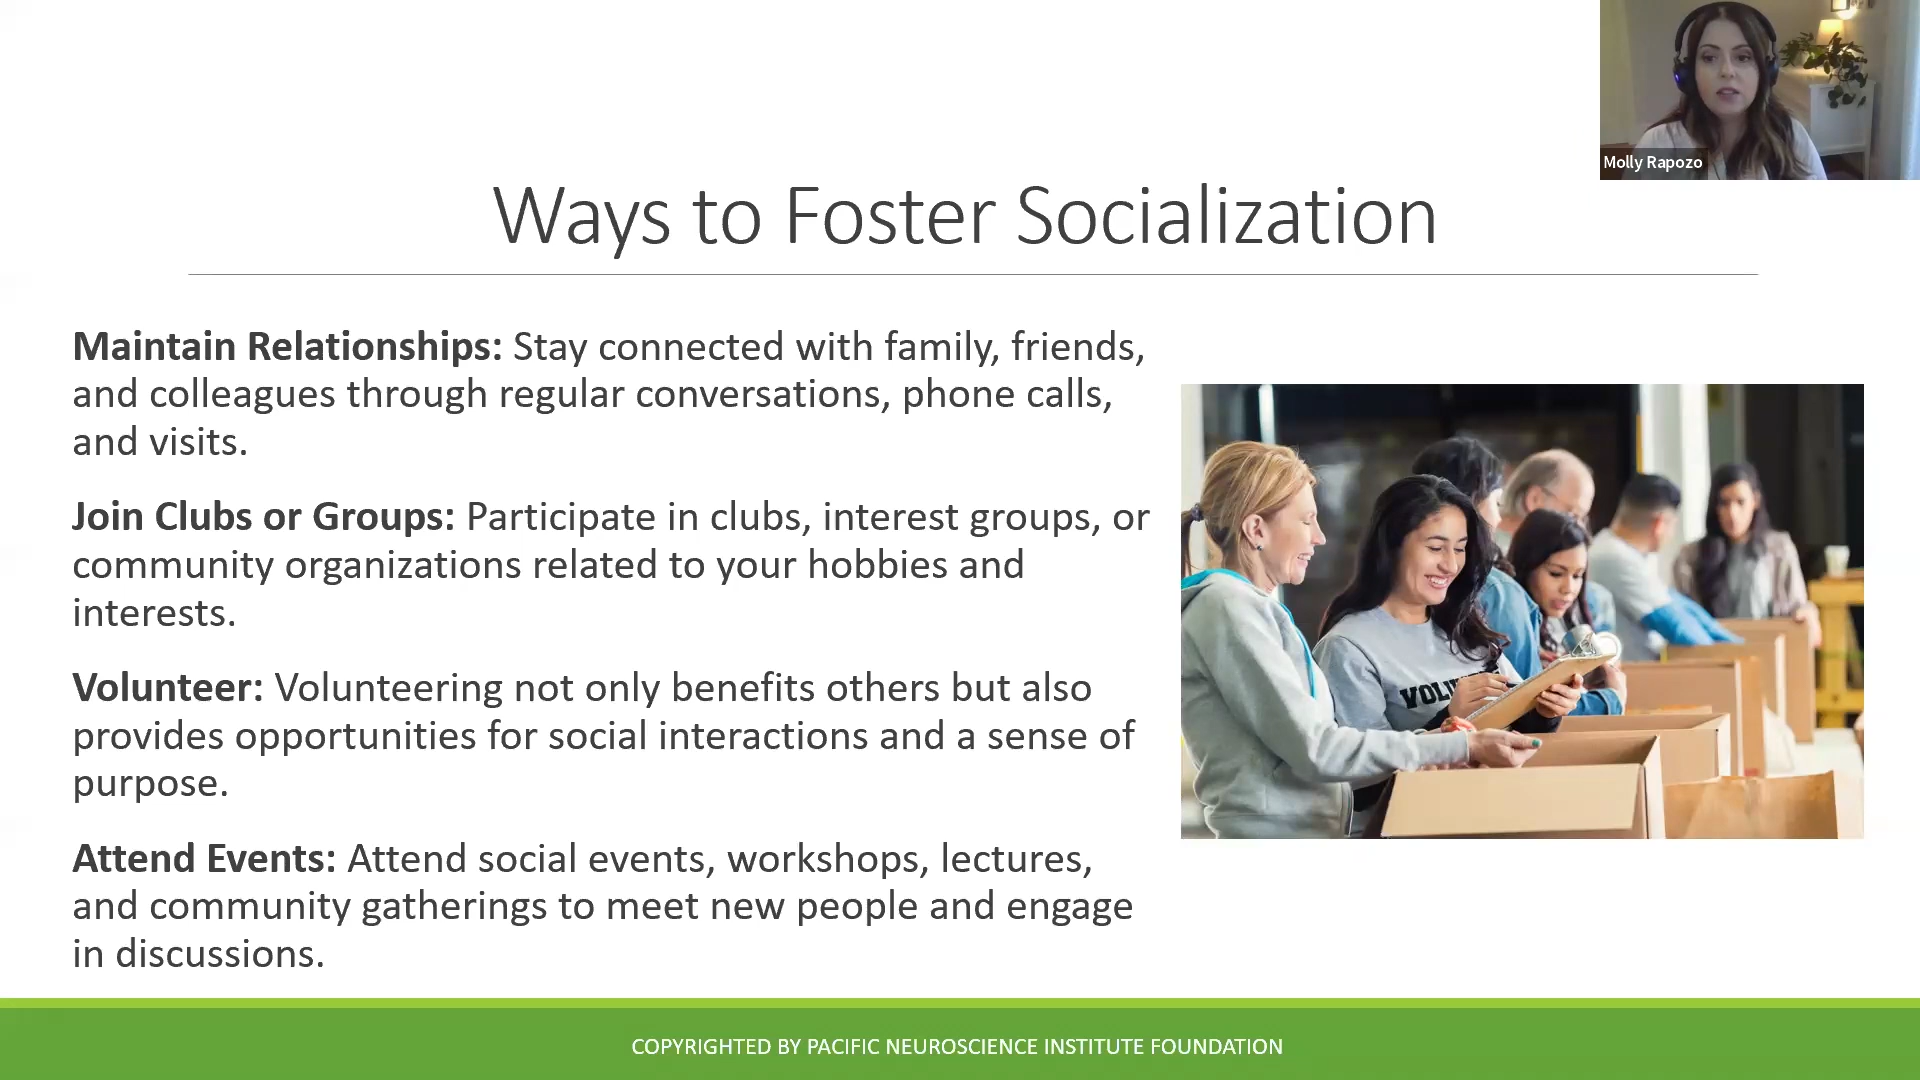 Molly Rapozo
Ways to Foster Socialization
Maintain Relationships: Stay connected with family, friends,
and colleagues through regular conversations, phone calls,
and visits.
Join Clubs or Groups: Participate in clubs, interest groups, or
community organizations related to your hobbies and
interests.
Volunteer: Volunteering not only benefits others but also
provides opportunities for social interactions and a sense of
purpose.
Attend Events: Attend social events, workshops, lectures,
and community gatherings to meet new people and engage
in discussions.
COPYRIGHTED BY PACIFIC NEUROSCIENCE INSTITUTE FOUNDATION